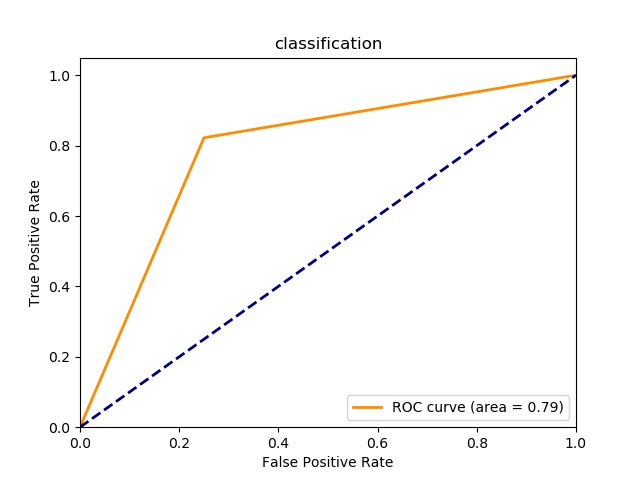 classification
1.0
0.8
0.6
0.4
0.2
0.0
True Positive Rate
0.0 0.2 0.4 0.6 0.8 1.0
False Positive Rate
ROC curve (area = 0.79)